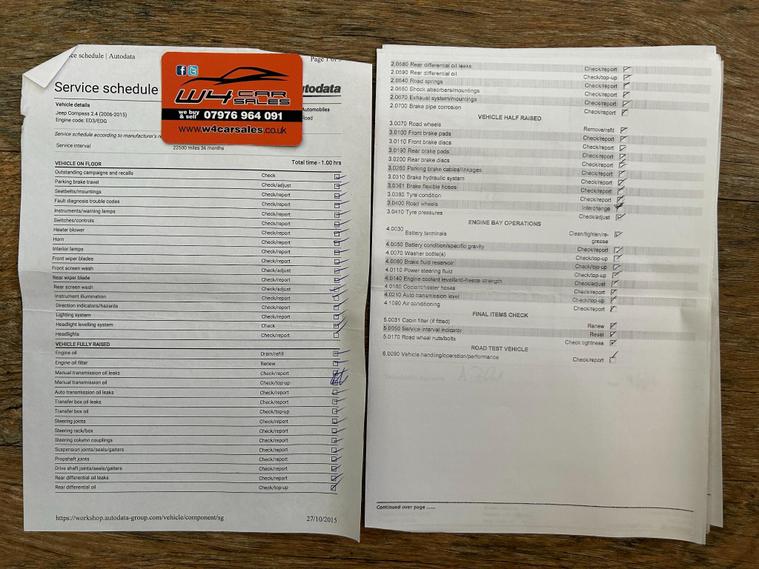 ce schedule | Autodata
Page 1 of
Service schedule
utodata
W4 CAR SALES
we buy & sell 07976 964 091
www.w4carsales.co.uk
Vehicle details
Jeep Compass 2.4 (2006-2015)
Engine code: ED3/EDG
Automobiles
Road
Service schedule according to manufacturer's re
Service interval
22500 miles 36 months
VEHICLE ON FLOOR Total time - 1.00 hrs
Outstanding campaigns and recalls Check
Parking brake travel Check/adjust
Seatbelts/mountings Check/report
Fault diagnosis trouble codes Check/report
Instruments/warning lamps Check/report
Switches/controls Check/report
Heater blower Check/report
Horn Check/report
Interior lamps Check/report
Front wiper blades Check/report
Front screen wash Check/adjust
Rear wiper blade Check/report
Rear screen wash Check/adjust
Instrument illumination Check/report
Direction indicators/hazards Check/report
Lighting system Check/report
Headlight levelling system Check
Headlights Check/report
VEHICLE FULLY RAISED
Engine oil Drain/refill
Engine oil filter Renew
Manual transmission oil leaks Check/report
Manual transmission oil Check/top-up
Auto transmission oil leaks Check/report
Transfer box oil leaks Check/report
Transfer box oil Check/top-up
Steering joints Check/report
Steering rack/box Check/report
Steering column couplings Check/report
Suspension joints/seals/gaiters Check/report
Propshaft joints Check/report
Drive shaft joints/seals/gaiters Check/report
Rear differential oil leaks Check/report
Rear differential oil Check/top-up
https://workshop.autodata-group.com/vehicle/component/sg 27/10/2015
2.0680 Rear differential oil leaks Check/report
2.0690 Rear differential oil Check/top-up
2.0640 Road springs Check/report
2.0660 Shock absorbers/mountings Check/report
2.0670 Exhaust system/mountings Check/report
2.0700 Brake pipe corrosion Check/report
VEHICLE HALF RAISED
3.0070 Road wheels Remove/refit
3.0100 Front brake pads Check/report
3.0110 Front brake discs Check/report
3.0190 Rear brake pads Check/report
3.0200 Rear brake discs Check/report
3.0260 Parking brake cables/linkages Check/report
3.0310 Brake hydraulic system Check/report
3.0361 Brake flexible hoses Check/report
3.0380 Tyre condition Check/report
3.0400 Road wheels Interchange
3.0410 Tyre pressures Check/adjust
ENGINE BAY OPERATIONS
4.0030 Battery terminals Clean/tighten/re-
grease
4.0050 Battery condition/specific gravity Check/report
4.0070 Washer bottle(s) Check/top-up
4.0080 Brake fluid reservoir Check/top-up
4.0110 Power steering fluid Check/top-up
4.0140 Engine coolant level/anti-freeze strength Check/adjust
4.0160 Coolant/heater hoses Check/report
4.0210 Auto transmission level Check/top-up
4.1090 Air conditioning Check/report
FINAL ITEMS CHECK
5.0031 Cabin filter (if fitted) Renew
5.0050 Service interval indicator Reset
5.0170 Road wheel nuts/bolts Check tightness
ROAD TEST VEHICLE
6.0090 Vehicle handling/operation/performance Check/report
Continued over page .....